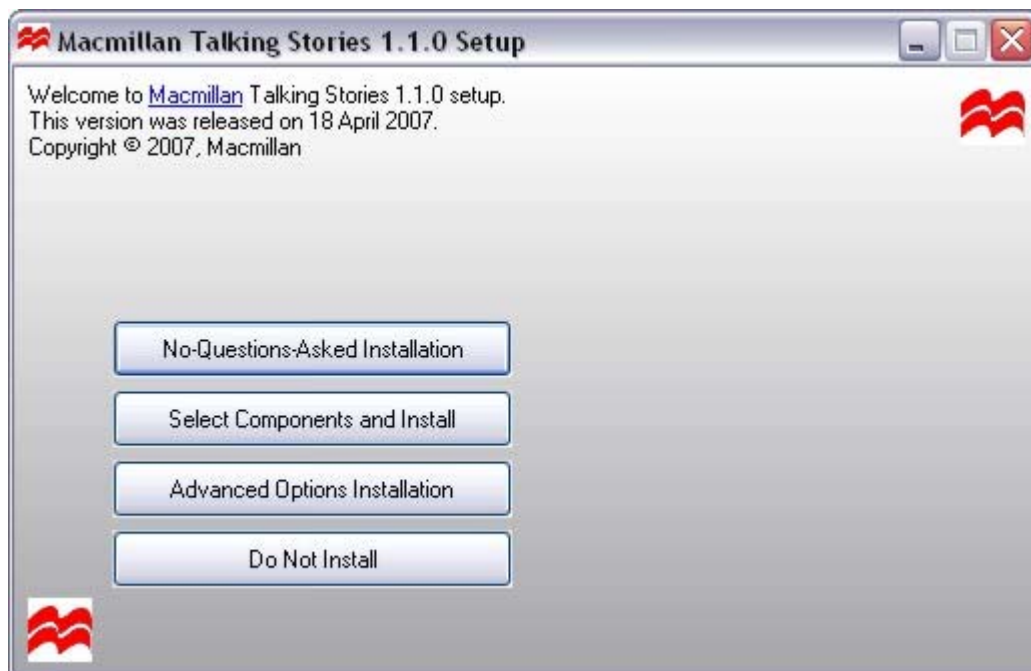 Macmillan Talking Stories 1.1.0 Setup
Welcome to Macmillan Talking Stories 1.1.0 setup.
This version was released on 18 April 2007.
Copyright © 2007, Macmillan
No-Questions-Asked Installation
Select Components and Install
Advanced Options Installation
Do Not Install